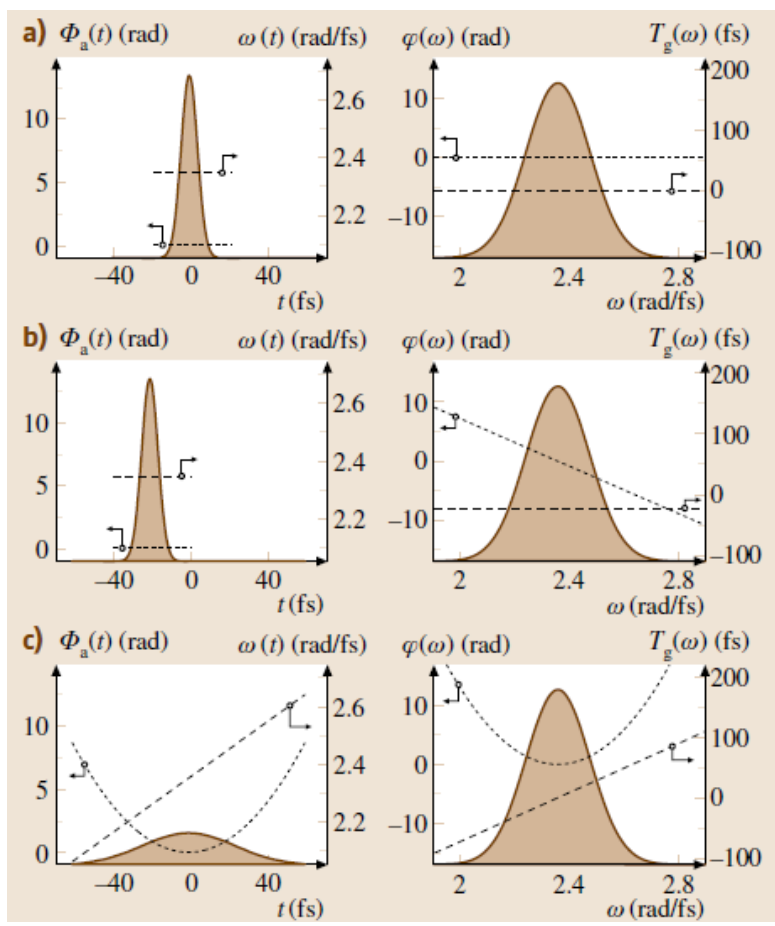 a) Φa(t) (rad) ω(t) (rad/fs) φ(ω) (rad) Tg(ω) (fs)
10 5 0
2.6 2.4 2.2
–40 0 40
t (fs)
10 0 –10
200 100 0 –100
2 2.4 2.8
ω (rad/fs)
b) Φa(t) (rad) ω(t) (rad/fs) φ(ω) (rad) Tg(ω) (fs)
10 5 0
2.6 2.4 2.2
–40 0 40
t (fs)
10 0 –10
200 100 0 –100
2 2.4 2.8
ω (rad/fs)
c) Φa(t) (rad) ω(t) (rad/fs) φ(ω) (rad) Tg(ω) (fs)
10 5 0
2.6 2.4 2.2
–40 0 40
t (fs)
10 0 –10
200 100 0 –100
2 2.4 2.8
ω (rad/fs)